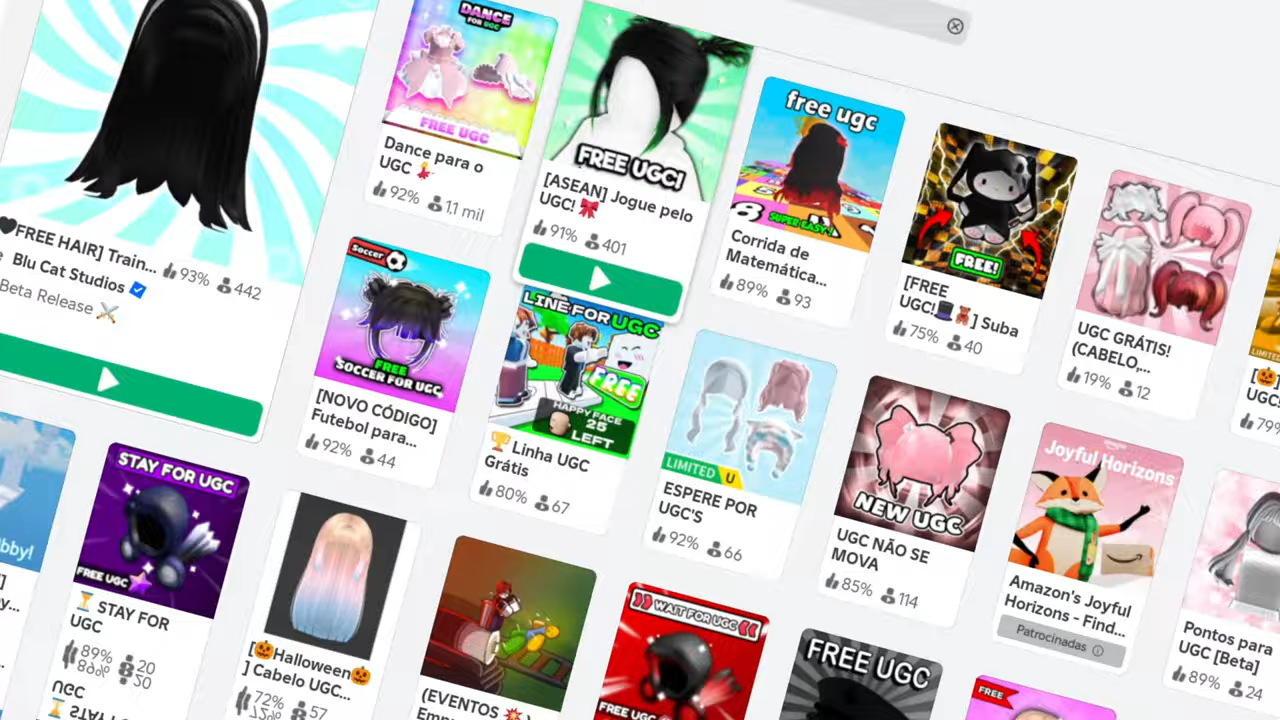 🖤FREE HAIR] Train...
Blu Cat Studios
Beta Release ⚔️
93% 442
DANCE
FOR UGC
FREE UGC
Dance para o
UGC 💃
92% 1.1 mil
FREE UGC!
[ASEAN] Jogue pelo
UGC! 🎀
91% 401
free ugc
SUPER EASY!
Corrida de
Matemática...
89% 93
FREE!
[FREE
UGC!🎩🧸] Suba
75% 40
UGC GRÁTIS!
(CABELO,...
19% 12
LIMITED
79%
Soccer
FREE
SOCCER FOR UGC
[NOVO CÓDIGO]
Futebol para...
92% 44
LINE FOR UGC
FREE
HAPPY FACE
25
LEFT
🏆 Linha UGC
Grátis
80% 67
LIMITED U
ESPERE POR
UGC'S
92% 66
NEW UGC
UGC NÃO SE
MOVA
85% 114
Joyful Horizons
Amazon's Joyful
Horizons - Find...
Patrocinadas
Pontos para
UGC [Beta]
89% 24
STAY FOR UGC
FREE UGC
⏳ STAY FOR
UGC
89% 20
[🎃Halloween🎃
] Cabelo UGC...
72% 57
(EVENTOS 💥)
WAIT FOR UGC
FREE UGC
FREE UGC
FREE